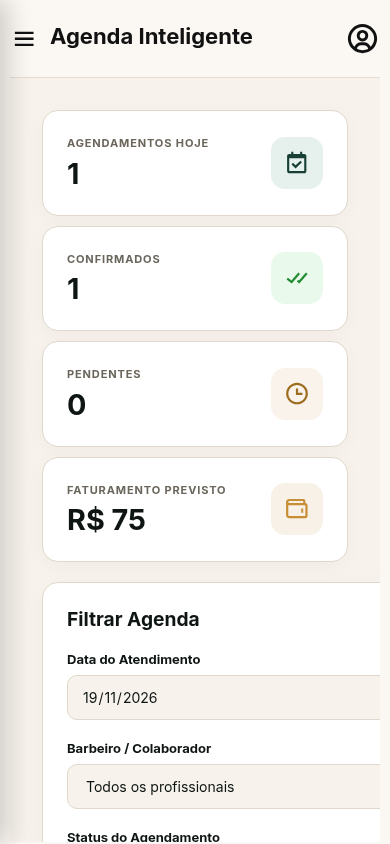 Agenda Inteligente
AGENDAMENTOS HOJE
1
CONFIRMADOS
1
PENDENTES
0
FATURAMENTO PREVISTO
R$ 75
Filtrar Agenda
Data do Atendimento
19/11/2026
Barbeiro / Colaborador
Todos os profissionais
Status do Agendamento